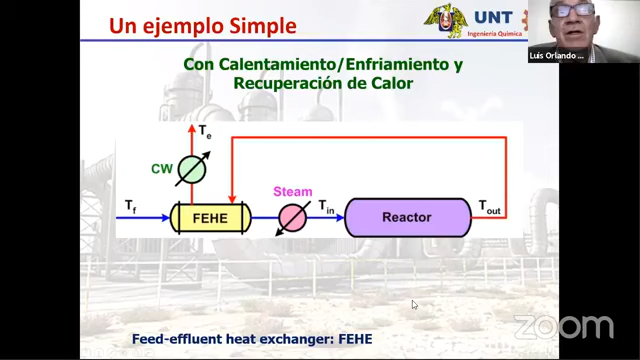 Un ejemplo Simple
UNT
Ingeniería Química
Luis Orlando M...
Con Calentamiento/Enfriamiento y
Recuperación de Calor
Te
CW
Steam
Tf
FEHE
Tin
Reactor
Tout
zoom
Feed-effluent heat exchanger: FEHE